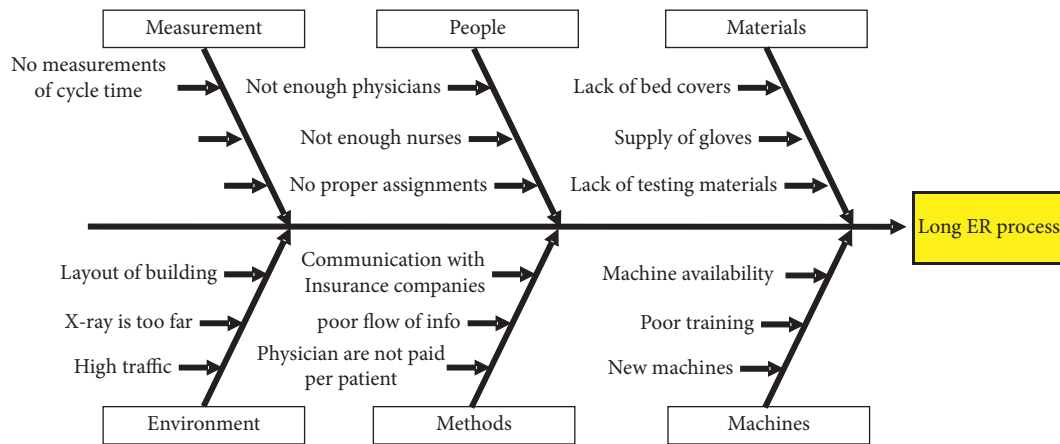 Measurement
People
Materials
No measurements
of cycle time
Not enough physicians
Lack of bed covers
Not enough nurses
Supply of gloves
No proper assignments
Lack of testing materials
Long ER process
Layout of building
Communication with
Insurance companies
Machine availability
X-ray is too far
poor flow of info
Poor training
High traffic
Physician are not paid
per patient
New machines
Environment
Methods
Machines